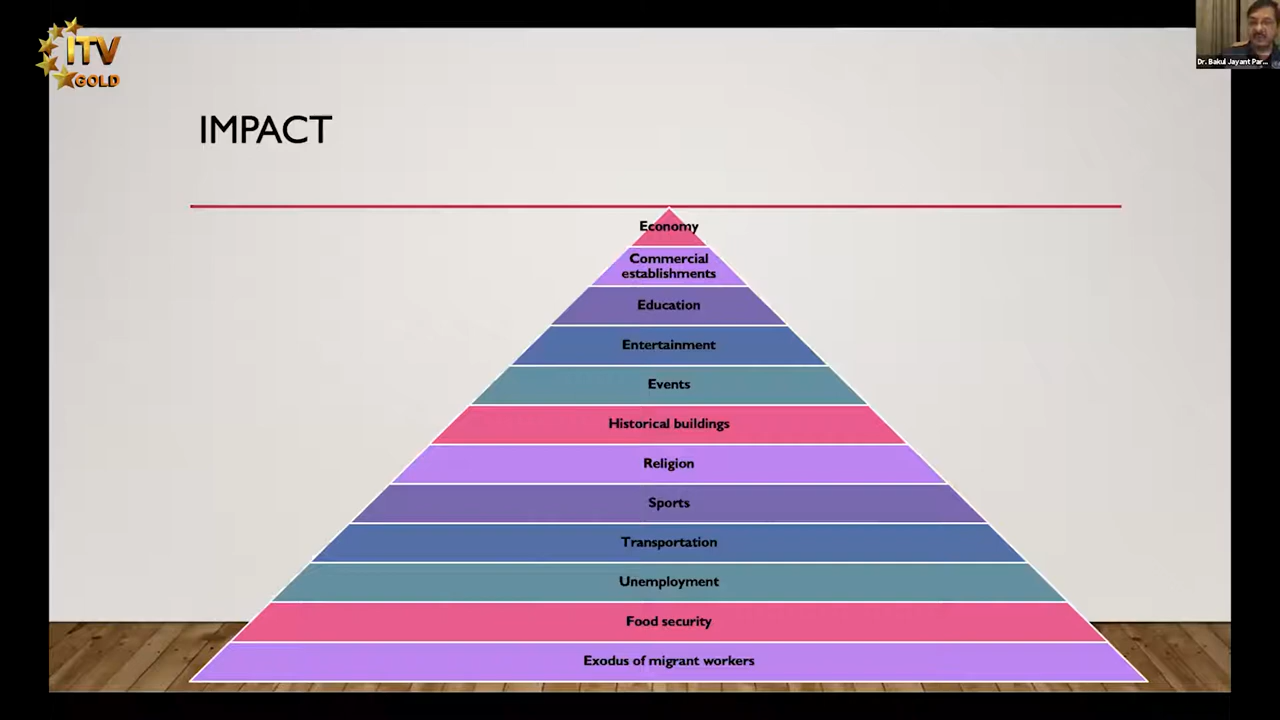 ITV
GOLD
Dr. Bakul Jayant Par...
IMPACT
Economy
Commercial
establishments
Education
Entertainment
Events
Historical buildings
Religion
Sports
Transportation
Unemployment
Food security
Exodus of migrant workers